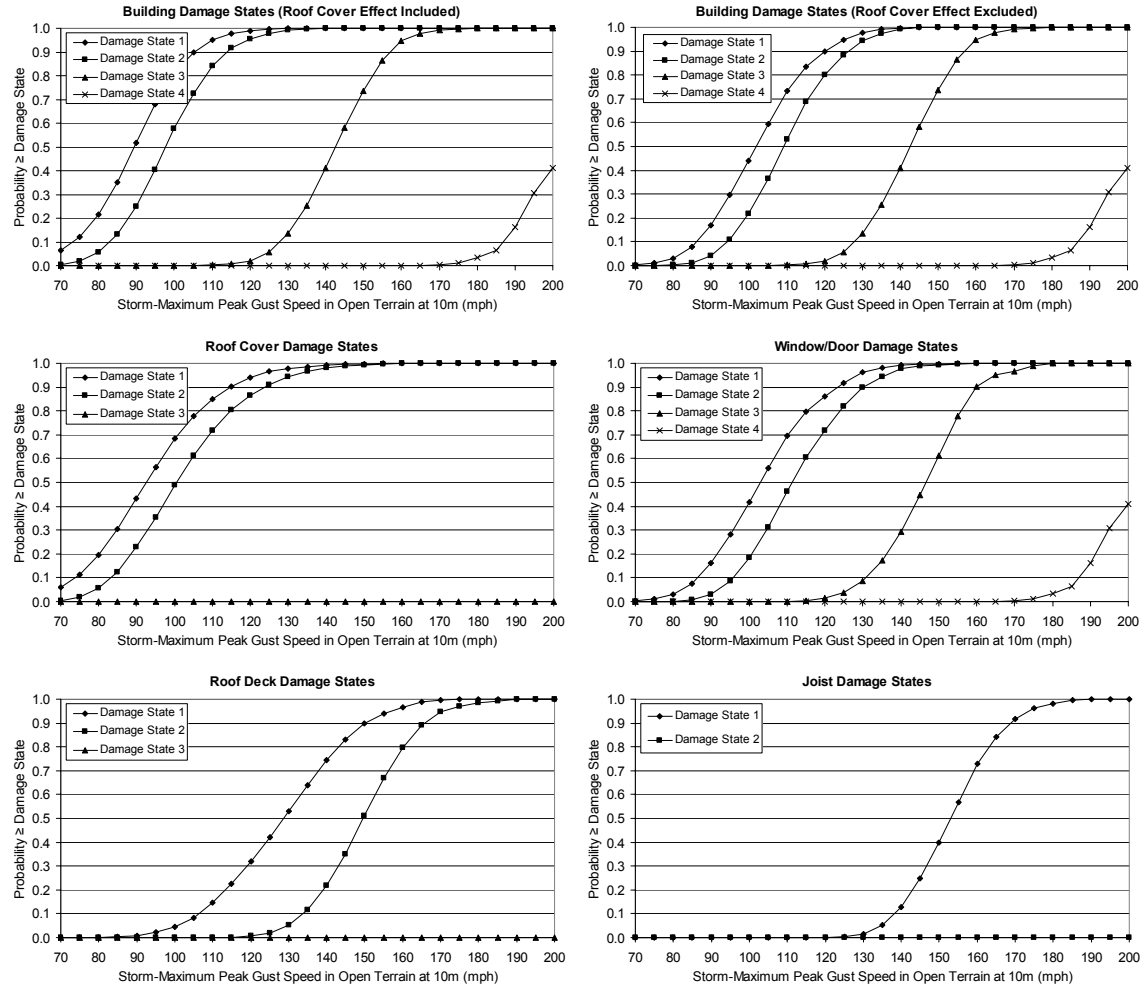 Building Damage States (Roof Cover Effect Included)
Probability ≥ Damage State
1.0
0.9
0.8
0.7
0.6
0.5
0.4
0.3
0.2
0.1
0.0
Damage State 1
Damage State 2
Damage State 3
Damage State 4
70 80 90 100 110 120 130 140 150 160 170 180 190 200
Storm-Maximum Peak Gust Speed in Open Terrain at 10m (mph)
Building Damage States (Roof Cover Effect Excluded)
Probability ≥ Damage State
1.0
0.9
0.8
0.7
0.6
0.5
0.4
0.3
0.2
0.1
0.0
Damage State 1
Damage State 2
Damage State 3
Damage State 4
70 80 90 100 110 120 130 140 150 160 170 180 190 200
Storm-Maximum Peak Gust Speed in Open Terrain at 10m (mph)
Roof Cover Damage States
Probability ≥ Damage State
1.0
0.9
0.8
0.7
0.6
0.5
0.4
0.3
0.2
0.1
0.0
Damage State 1
Damage State 2
Damage State 3
70 80 90 100 110 120 130 140 150 160 170 180 190 200
Storm-Maximum Peak Gust Speed in Open Terrain at 10m (mph)
Window/Door Damage States
Probability ≥ Damage State
1.0
0.9
0.8
0.7
0.6
0.5
0.4
0.3
0.2
0.1
0.0
Damage State 1
Damage State 2
Damage State 3
Damage State 4
70 80 90 100 110 120 130 140 150 160 170 180 190 200
Storm-Maximum Peak Gust Speed in Open Terrain at 10m (mph)
Roof Deck Damage States
Probability ≥ Damage State
1.0
0.9
0.8
0.7
0.6
0.5
0.4
0.3
0.2
0.1
0.0
Damage State 1
Damage State 2
Damage State 3
70 80 90 100 110 120 130 140 150 160 170 180 190 200
Storm-Maximum Peak Gust Speed in Open Terrain at 10m (mph)
Joist Damage States
Probability ≥ Damage State
1.0
0.9
0.8
0.7
0.6
0.5
0.4
0.3
0.2
0.1
0.0
Damage State 1
Damage State 2
70 80 90 100 110 120 130 140 150 160 170 180 190 200
Storm-Maximum Peak Gust Speed in Open Terrain at 10m (mph)